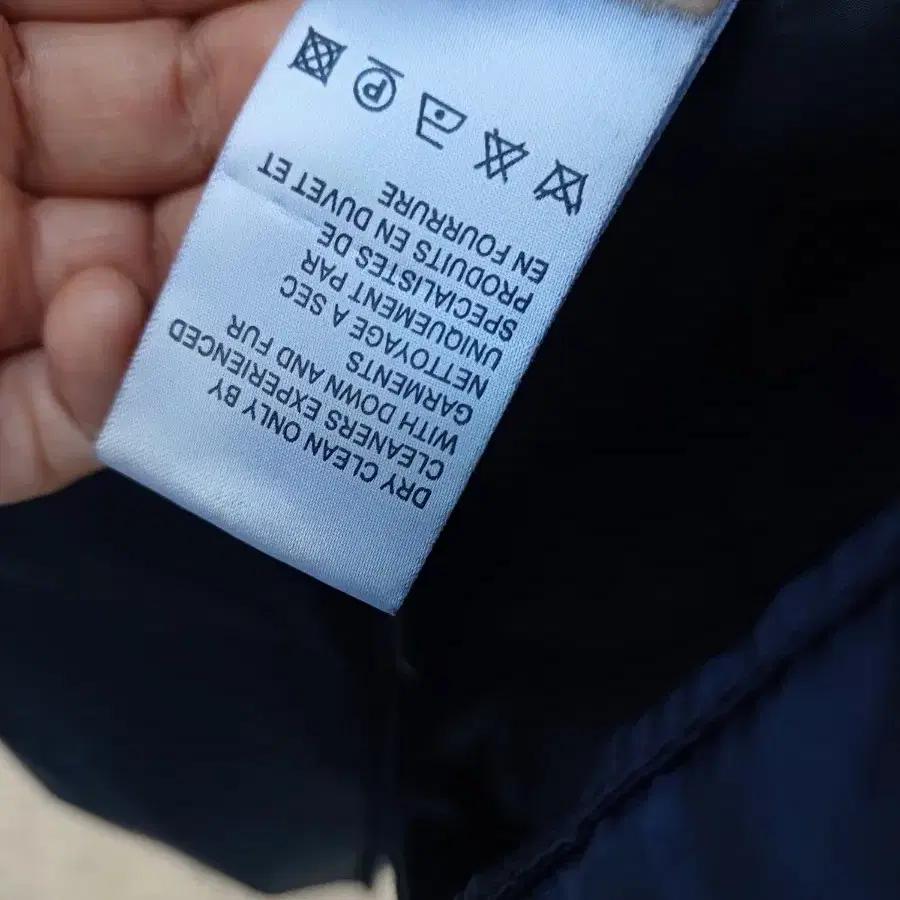 DRY CLEAN ONLY BY
CLEANERS EXPERIENCED
WITH DOWN AND FUR
GARMENTS
NETTOYAGE A SEC
UNIQUEMENT PAR
SPECIALISTES DE
PRODUITS EN DUVET ET
EN FOURRURE
P